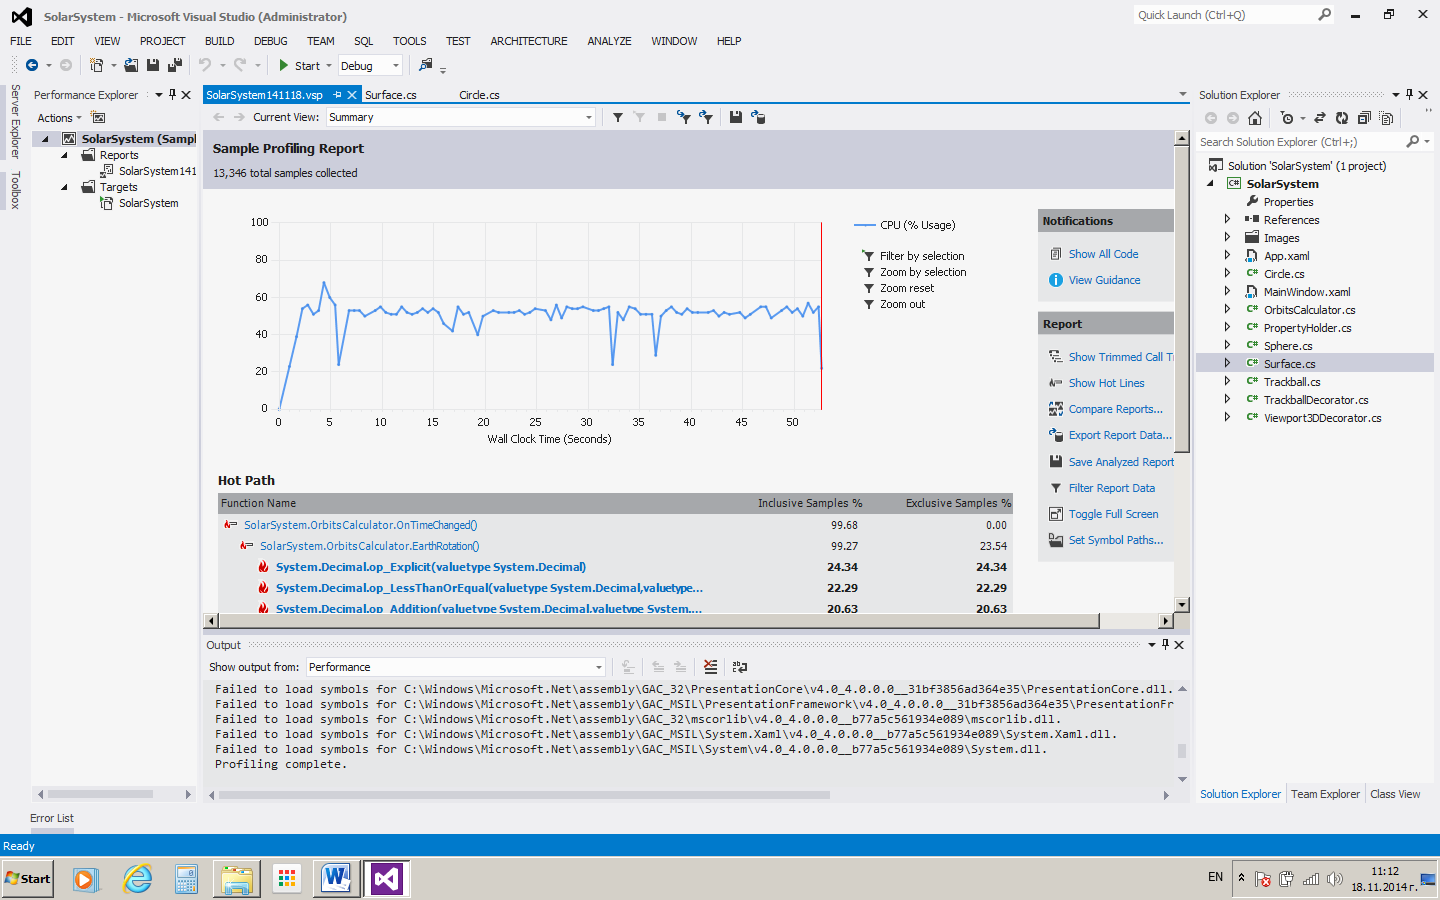 SolarSystem - Microsoft Visual Studio (Administrator)
Quick Launch (Ctrl+Q)
FILE EDIT VIEW PROJECT BUILD DEBUG TEAM SQL TOOLS TEST ARCHITECTURE ANALYZE WINDOW HELP
Start Debug
Server Explorer
Toolbox
Performance Explorer
Actions
SolarSystem (Sampl
Reports
SolarSystem141
Targets
SolarSystem
SolarSystem141118.vsp Surface.cs Circle.cs
Current View: Summary
Sample Profiling Report
13,346 total samples collected
100
80
60
40
20
0
0 5 10 15 20 25 30 35 40 45 50
Wall Clock Time (Seconds)
CPU (% Usage)
Filter by selection
Zoom by selection
Zoom reset
Zoom out
Notifications
Show All Code
View Guidance
Report
Show Trimmed Call T
Show Hot Lines
Compare Reports...
Export Report Data...
Save Analyzed Report
Filter Report Data
Toggle Full Screen
Set Symbol Paths...
Hot Path
Function Name Inclusive Samples % Exclusive Samples %
SolarSystem.OrbitsCalculator.OnTimeChanged() 99.68 0.00
SolarSystem.OrbitsCalculator.EarthRotation() 99.27 23.54
System.Decimal.op_Explicit(valuetype System.Decimal) 24.34 24.34
System.Decimal.op_LessThanOrEqual(valuetype System.Decimal,valuetype... 22.29 22.29
System.Decimal.op_Addition(valuetype System.Decimal,valuetype System.... 20.63 20.63
Output
Show output from: Performance
Failed to load symbols for C:\Windows\Microsoft.Net\assembly\GAC_32\PresentationCore\v4.0_4.0.0.0__31bf3856ad364e35\PresentationCore.dll.
Failed to load symbols for C:\Windows\Microsoft.Net\assembly\GAC_MSIL\PresentationFramework\v4.0_4.0.0.0__31bf3856ad364e35\PresentationFr
Failed to load symbols for C:\Windows\Microsoft.Net\assembly\GAC_32\mscorlib\v4.0_4.0.0.0__b77a5c561934e089\mscorlib.dll.
Failed to load symbols for C:\Windows\Microsoft.Net\assembly\GAC_MSIL\System.Xaml\v4.0_4.0.0.0__b77a5c561934e089\System.Xaml.dll.
Failed to load symbols for C:\Windows\Microsoft.Net\assembly\GAC_MSIL\System\v4.0_4.0.0.0__b77a5c561934e089\System.dll.
Profiling complete.
Solution Explorer
Search Solution Explorer (Ctrl+;)
Solution 'SolarSystem' (1 project)
SolarSystem
Properties
References
Images
App.xaml
Circle.cs
MainWindow.xaml
OrbitsCalculator.cs
PropertyHolder.cs
Sphere.cs
Surface.cs
Trackball.cs
TrackballDecorator.cs
Viewport3DDecorator.cs
Solution Explorer Team Explorer Class View
Error List
Ready
Start
EN
11:12
18.11.2014 г.